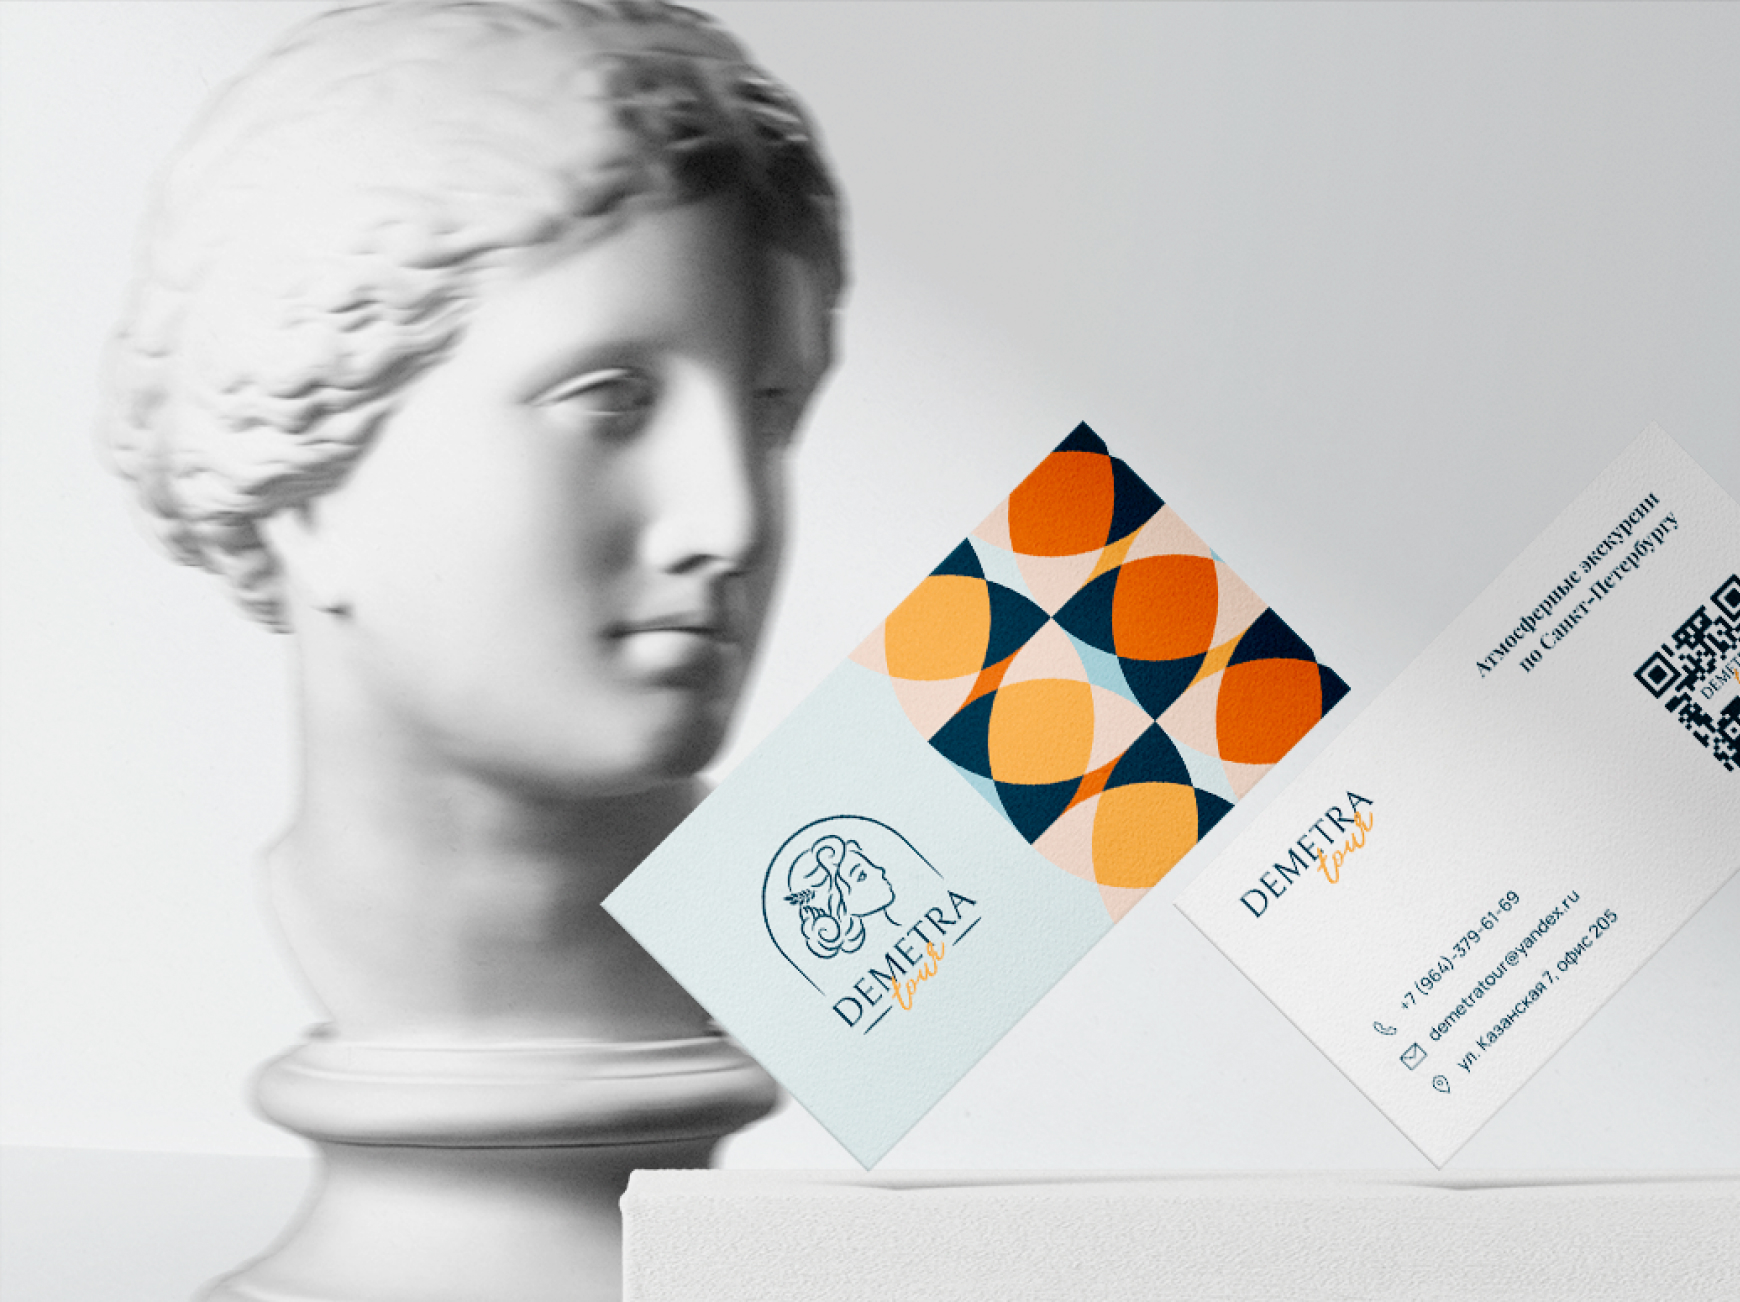 DEMETRA
tour
Атмосферные экскурсии
по Санкт-Петербургу
DEMETRA
tour
+7 (964)-379-61-69
demetratour@yandex.ru
ул. Казанская 7, офис 205